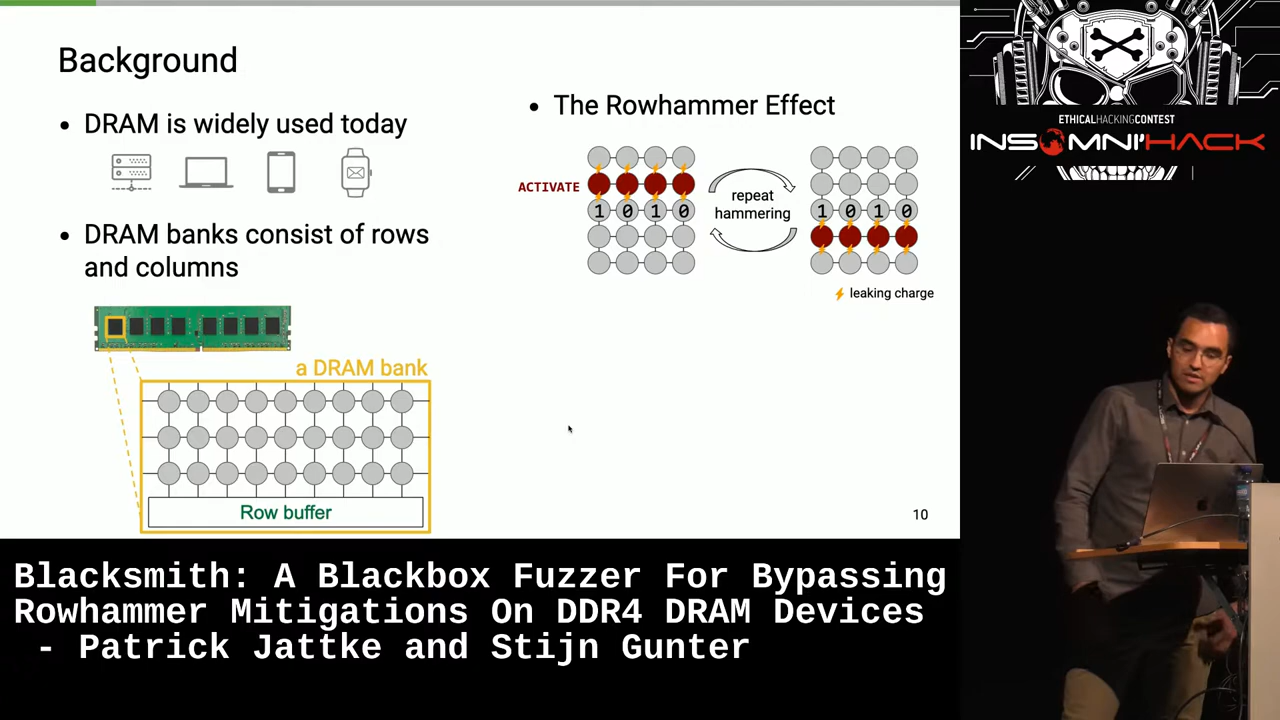 Background
• DRAM is widely used today
• DRAM banks consist of rows
and columns
a DRAM bank
Row buffer
• The Rowhammer Effect
ACTIVATE
1 0 1 0
repeat
hammering
1 0 1 0
leaking charge
10
ETHICALHACKINGCONTEST
INSOMNI'HACK
Blacksmith: A Blackbox Fuzzer For Bypassing
Rowhammer Mitigations On DDR4 DRAM Devices
- Patrick Jattke and Stijn Gunter